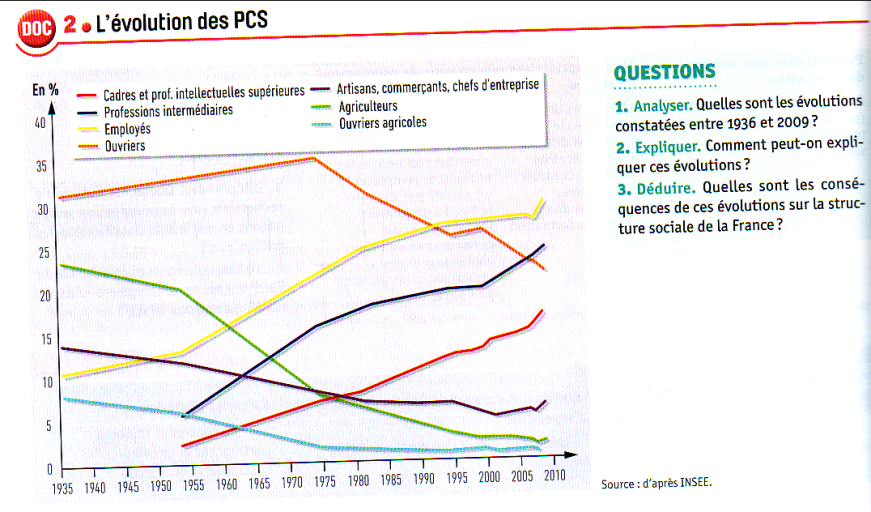 DOC 2 • L'évolution des PCS
En %
Cadres et prof. intellectuelles supérieures
Professions intermédiaires
Employés
Ouvriers
Artisans, commerçants, chefs d'entreprise
Agriculteurs
Ouvriers agricoles
40
35
30
25
20
15
10
5
0
1935 1940 1945 1950 1955 1960 1965 1970 1975 1980 1985 1990 1995 2000 2005 2010
QUESTIONS
1. Analyser. Quelles sont les évolutions
constatées entre 1936 et 2009 ?
2. Expliquer. Comment peut-on expli-
quer ces évolutions ?
3. Déduire. Quelles sont les consé-
quences de ces évolutions sur la struc-
ture sociale de la France ?
Source : d'après INSEE.